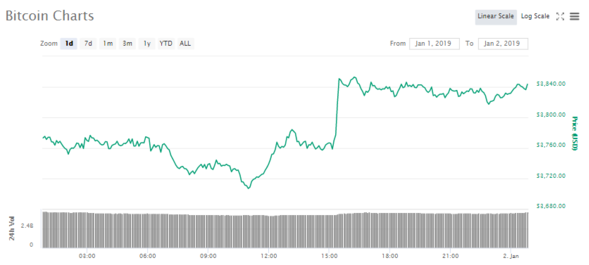 Bitcoin Charts
Linear Scale Log Scale
Zoom 1d 7d 1m 3m 1y YTD ALL
From Jan 1, 2019 To Jan 2, 2019
$3,840.00
$3,800.00
$3,760.00
$3,720.00
$3,680.00
Price (USD)
24h Vol
2.4B
0
03:00 06:00 09:00 12:00 15:00 18:00 21:00 2. Jan